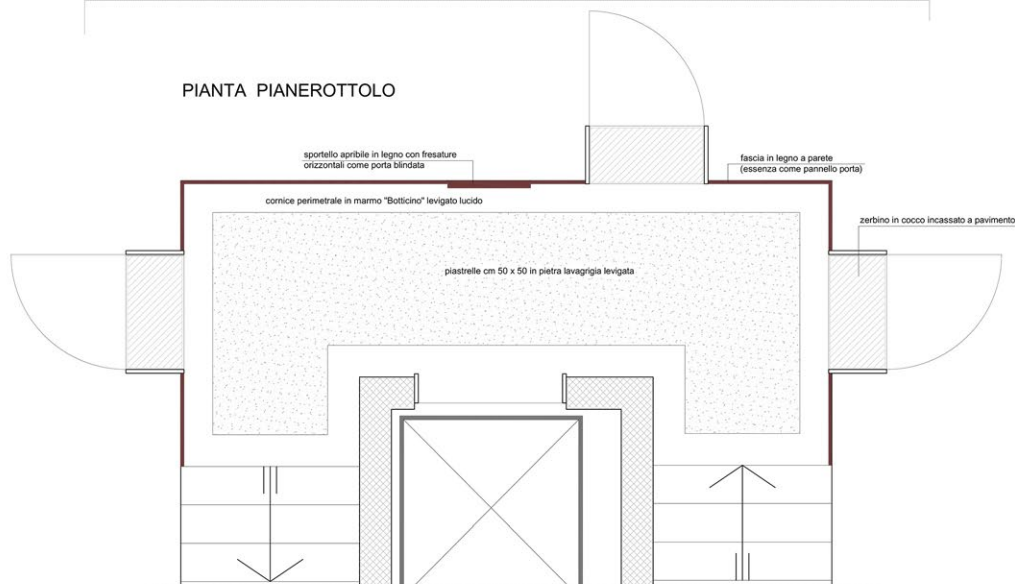 PIANTA PIANEROTTOLO
sportello apribile in legno con fresature
orizzontali come porta blindata
fascia in legno a parete
(essenza come pannello porta)
cornice perimetrale in marmo "Botticino" levigato lucido
zerbino in cocco incassato a pavimento
piastrelle cm 50 x 50 in pietra lavagrigia levigata